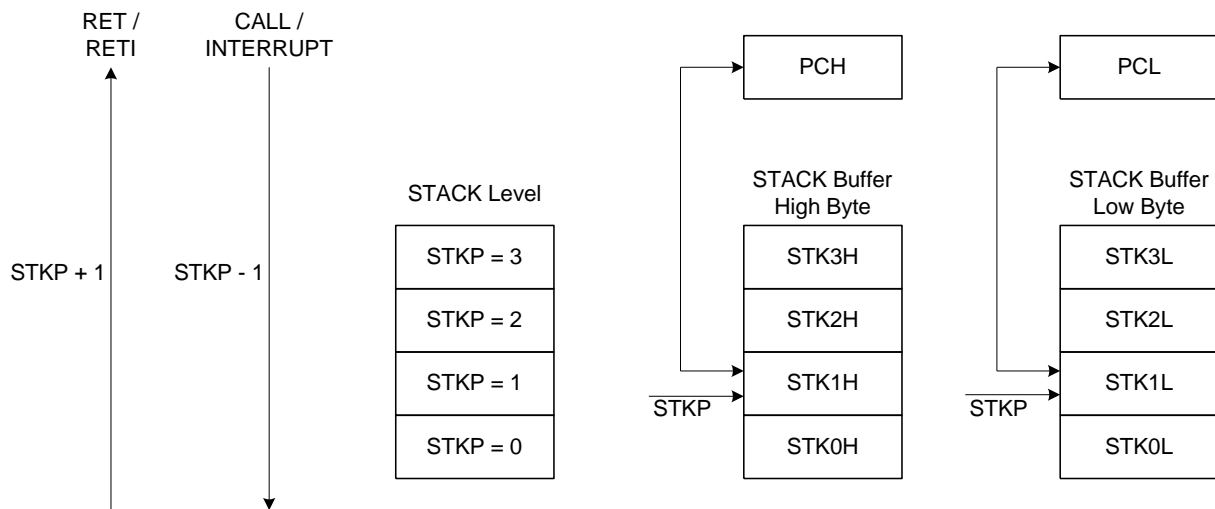 RET /
RETI
CALL /
INTERRUPT
PCH
PCL
STACK Level
STACK Buffer
High Byte
STACK Buffer
Low Byte
STKP + 1
STKP - 1
STKP = 3
STK3H
STK3L
STKP = 2
STK2H
STK2L
STKP = 1
STK1H
STK1L
STKP
STKP
STKP = 0
STK0H
STK0L